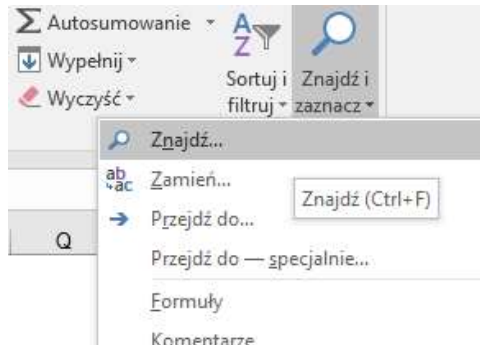 Autosumowanie
Wypełnij
Wyczyść
Sortuj i
filtruj
Znajdź i
zaznacz
Znajdź...
Zamień...
Znajdź (Ctrl+F)
Przejdź do...
Q
Przejdź do — specjalnie...
Formuły
Komentarze